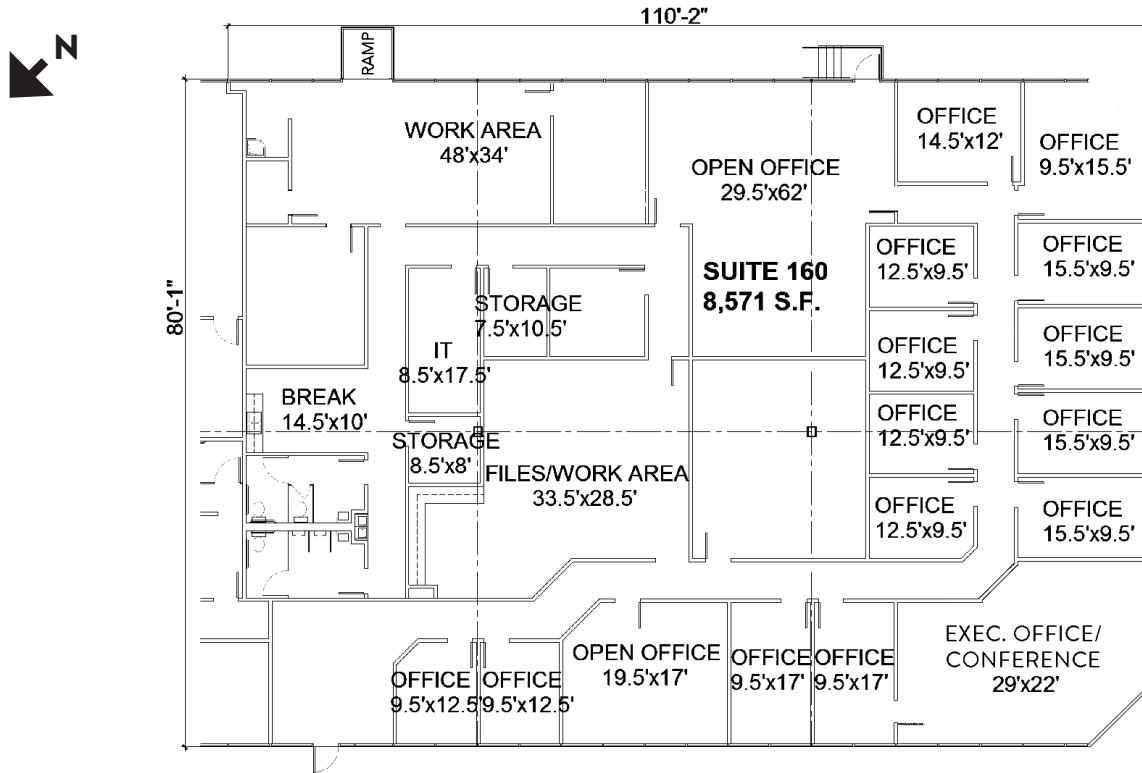 110'-2"
N
RAMP
80'-1"
WORK AREA
48'x34'
OPEN OFFICE
29.5'x62'
OFFICE
14.5'x12'
OFFICE
9.5'x15.5'
SUITE 160
8,571 S.F.
OFFICE
12.5'x9.5'
OFFICE
15.5'x9.5'
STORAGE
7.5'x10.5'
IT
8.5'x17.5'
OFFICE
12.5'x9.5'
OFFICE
15.5'x9.5'
BREAK
14.5'x10'
STORAGE
8.5'x8'
OFFICE
12.5'x9.5'
OFFICE
15.5'x9.5'
FILES/WORK AREA
33.5'x28.5'
OFFICE
12.5'x9.5'
OFFICE
15.5'x9.5'
OFFICE
9.5'x12.5'
OFFICE
9.5'x12.5'
OPEN OFFICE
19.5'x17'
OFFICE
9.5'x17'
OFFICE
9.5'x17'
EXEC. OFFICE/
CONFERENCE
29'x22'